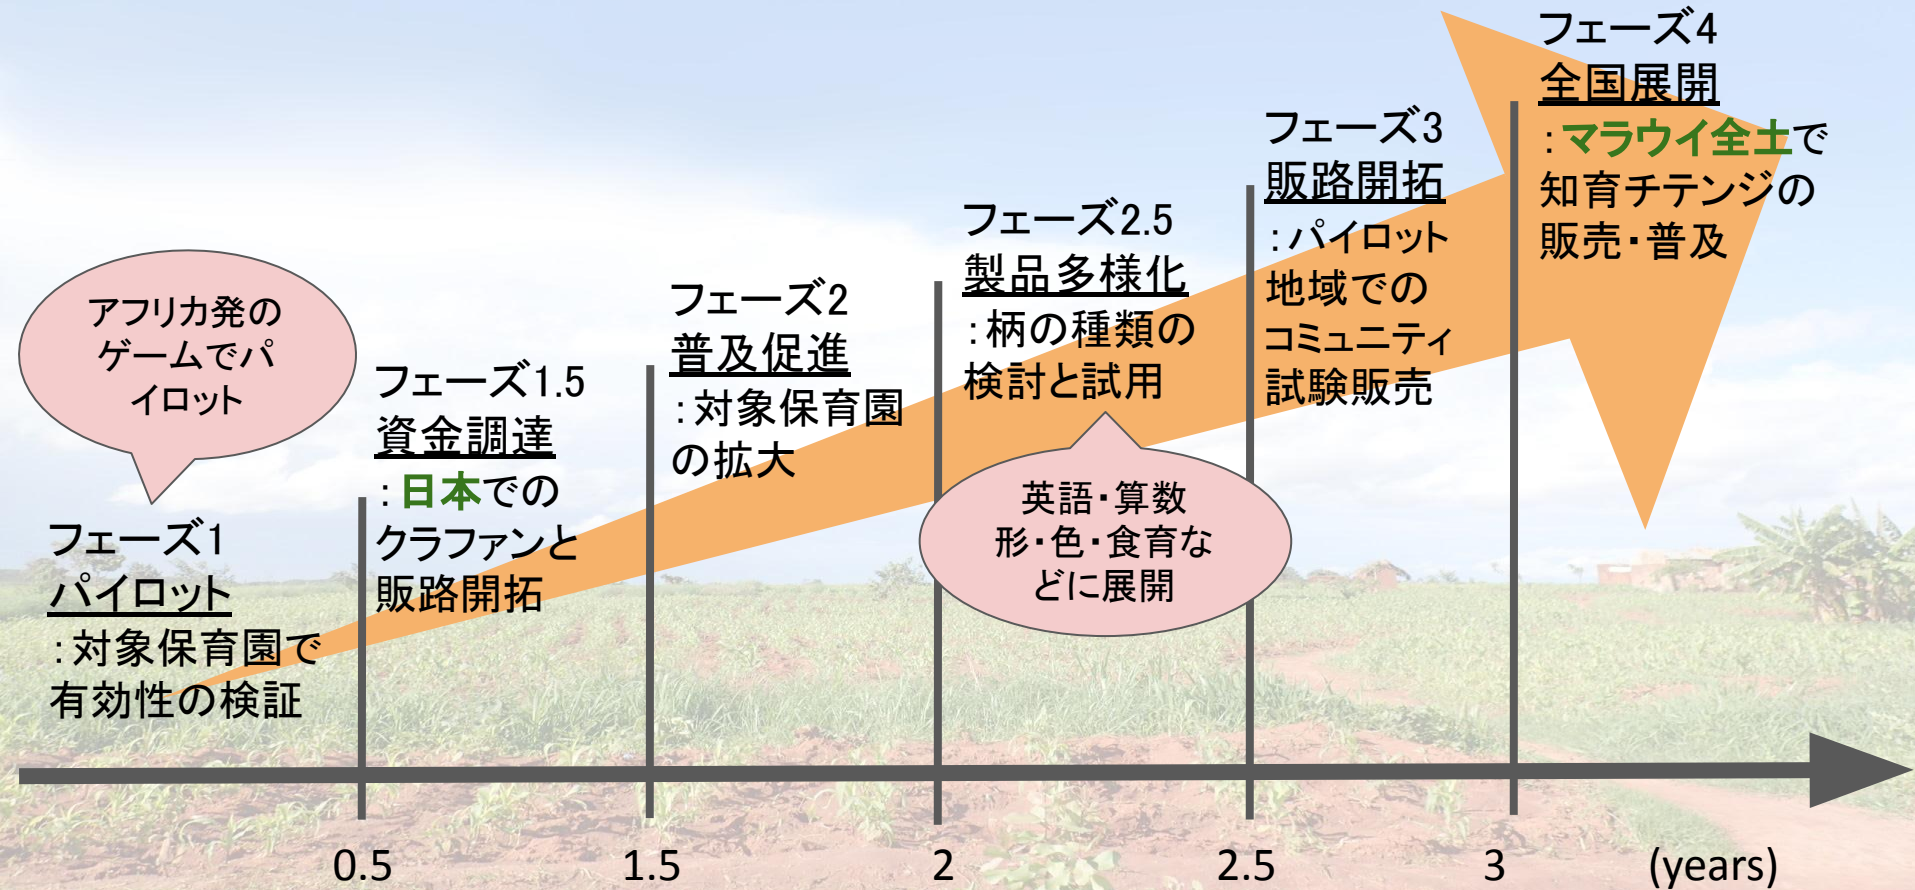 アフリカ発の
ゲームでパ
イロット
フェーズ1
パイロット
：対象保育園で
有効性の検証
フェーズ1.5
資金調達
：日本での
クラファンと
販路開拓
フェーズ2
普及促進
：対象保育園
の拡大
フェーズ2.5
製品多様化
：柄の種類の
検討と試用
英語・算数
形・色・食育な
どに展開
フェーズ3
販路開拓
：パイロット
地域での
コミュニティ
試験販売
フェーズ4
全国展開
：マラウイ全土で
知育チテンジの
販売・普及
0.5 1.5 2 2.5 3 (years)